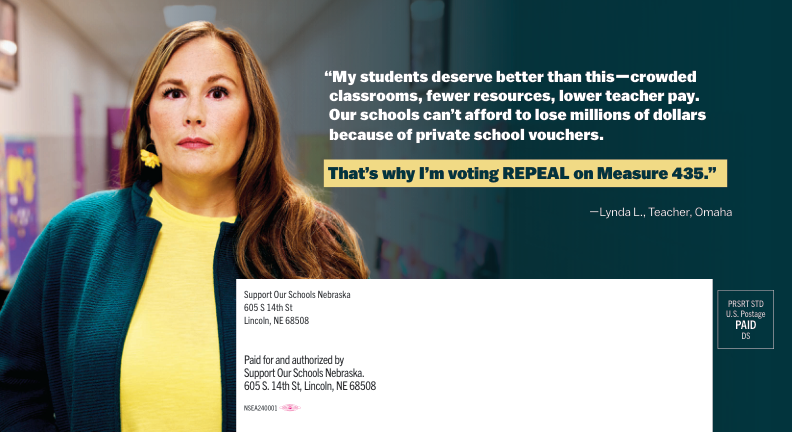 “My students deserve better than this—crowded
classrooms, fewer resources, lower teacher pay.
Our schools can’t afford to lose millions of dollars
because of private school vouchers.
That’s why I’m voting REPEAL on Measure 435.”
—Lynda L., Teacher, Omaha
Support Our Schools Nebraska
605 S 14th St
Lincoln, NE 68508
PRSRT STD
U.S. Postage
PAID
DS
Paid for and authorized by
Support Our Schools Nebraska.
605 S. 14th St, Lincoln, NE 68508
NSEA240001